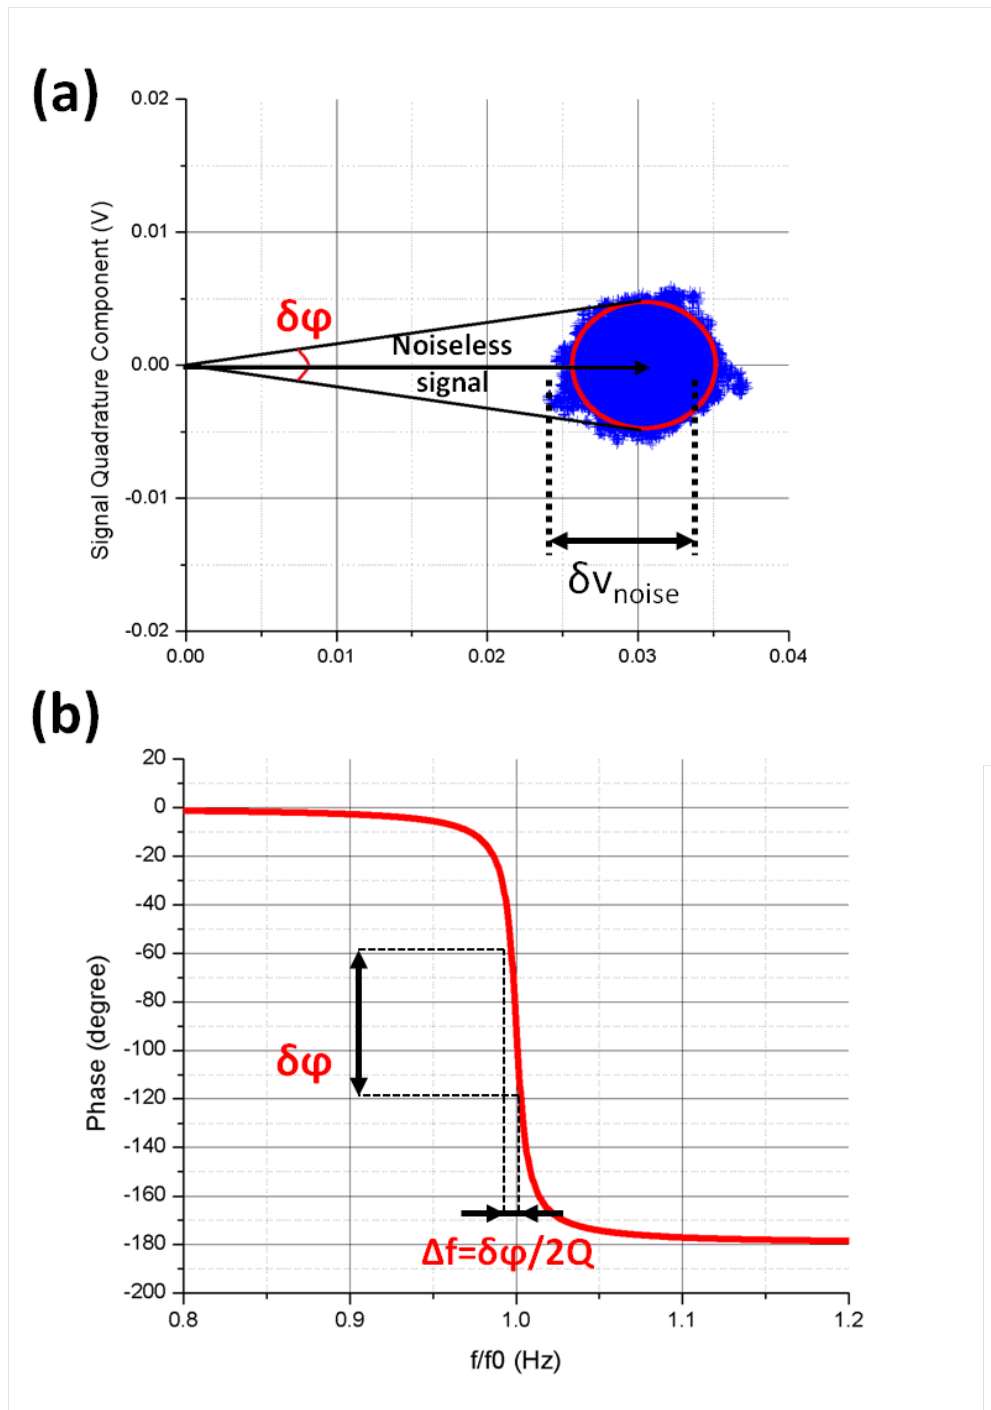 (a)
Signal Quadrature Component (V)
0.02
0.01
0.00
-0.01
-0.02
δφ
Noiseless
signal
δvnoise
0.00 0.01 0.02 0.03 0.04
(b)
Phase (degree)
20
0
-20
-40
-60
-80
-100
-120
-140
-160
-180
-200
δφ
Δf=δφ/2Q
0.8 0.9 1.0 1.1 1.2
f/f0 (Hz)